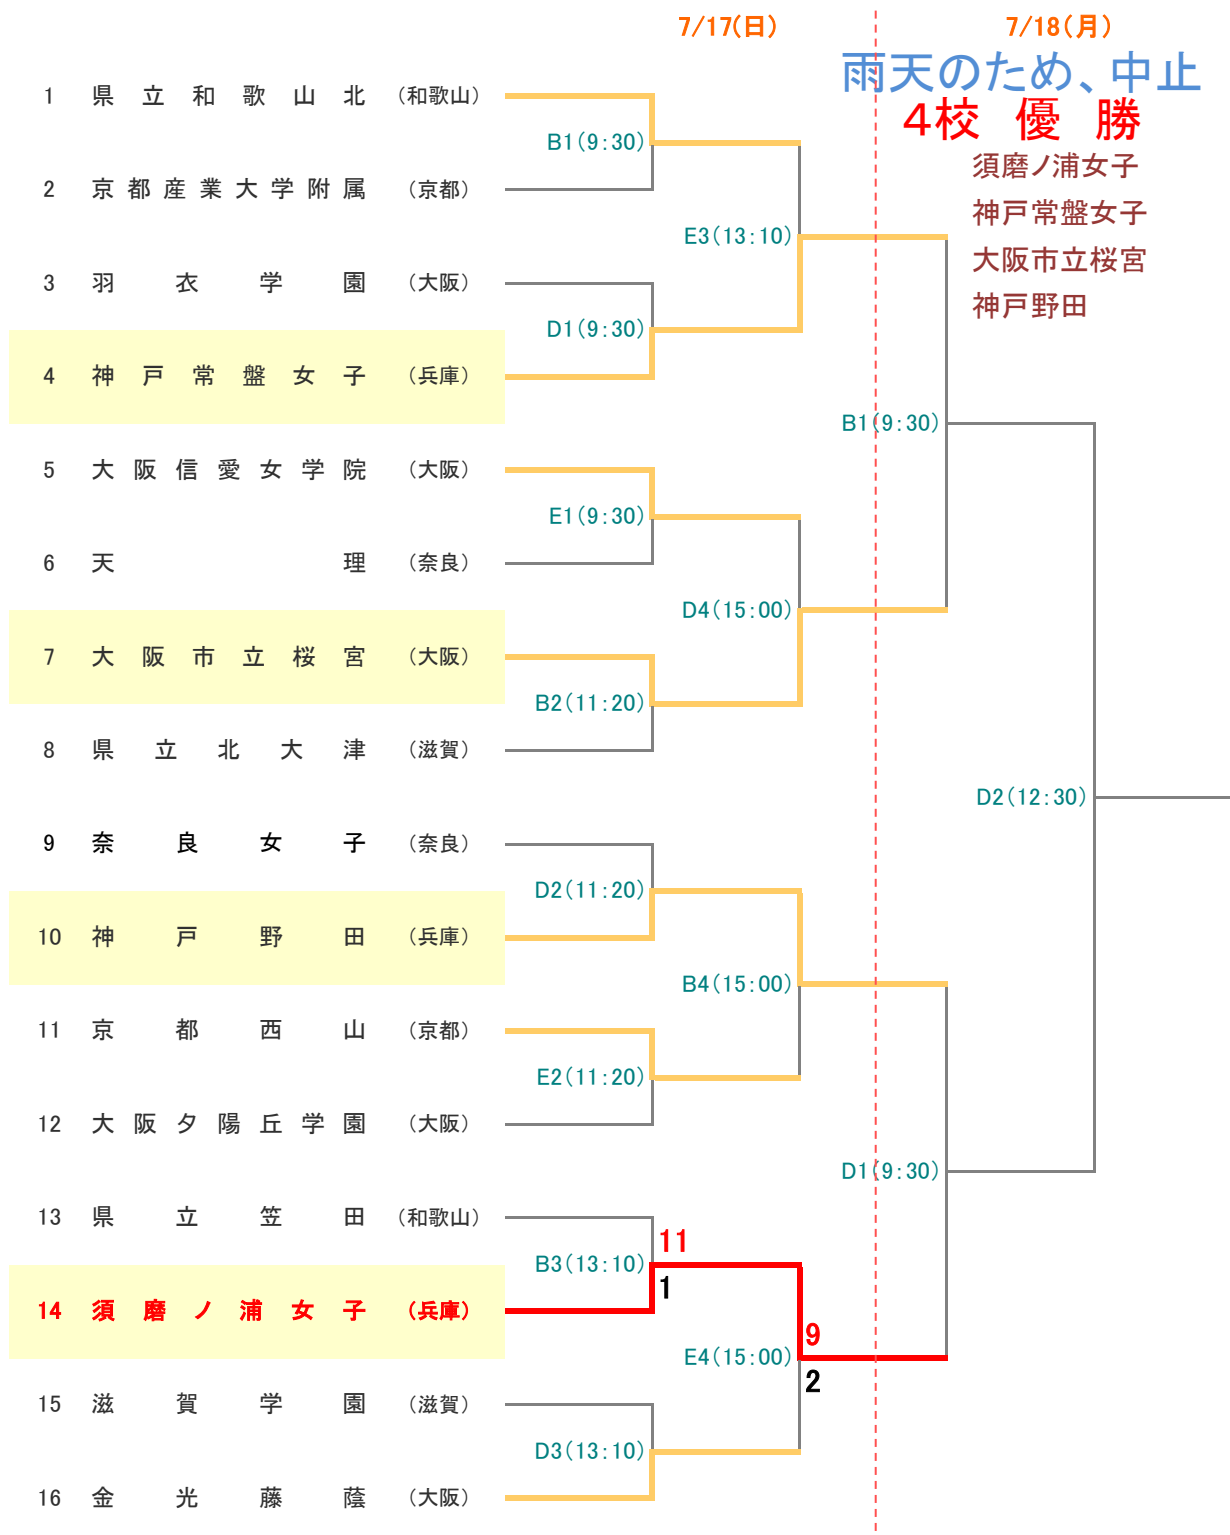 7/17(日)
7/18(月)
雨天のため、中止
4校 優 勝
須磨ノ浦女子
神戸常盤女子
大阪市立桜宮
神戸野田
1 県立和歌山北 (和歌山)
B1(9:30)
2 京都産業大学附属 (京都)
E3(13:10)
3 羽衣学園 (大阪)
D1(9:30)
4 神戸常盤女子 (兵庫)
B1(9:30)
5 大阪信愛女学院 (大阪)
E1(9:30)
6 天理 (奈良)
D4(15:00)
7 大阪市立桜宮 (大阪)
B2(11:20)
8 県立北大津 (滋賀)
D2(12:30)
9 奈良女子 (奈良)
D2(11:20)
10 神戸野田 (兵庫)
B4(15:00)
11 京都西山 (京都)
E2(11:20)
12 大阪夕陽丘学園 (大阪)
D1(9:30)
13 県立笠田 (和歌山)
11
B3(13:10)
1
14 須磨ノ浦女子 (兵庫)
9
E4(15:00)
2
15 滋賀学園 (滋賀)
D3(13:10)
16 金光藤蔭 (大阪)